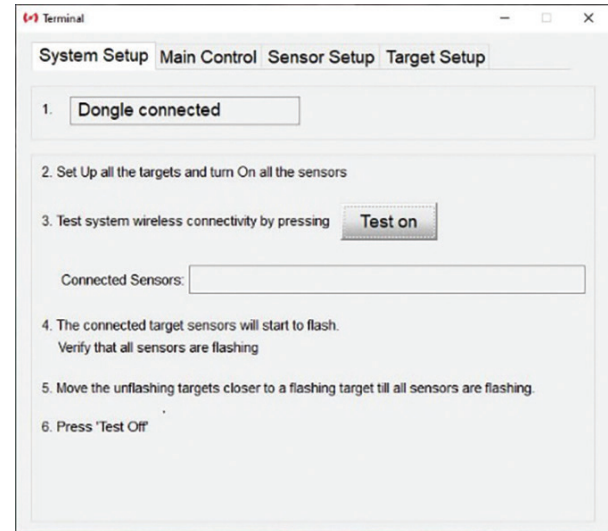 Terminal
System Setup Main Control Sensor Setup Target Setup
1. Dongle connected
2. Set Up all the targets and turn On all the sensors
3. Test system wireless connectivity by pressing Test on
Connected Sensors:
4. The connected target sensors will start to flash.
Verify that all sensors are flashing
5. Move the unflashing targets closer to a flashing target till all sensors are flashing.
6. Press 'Test Off'